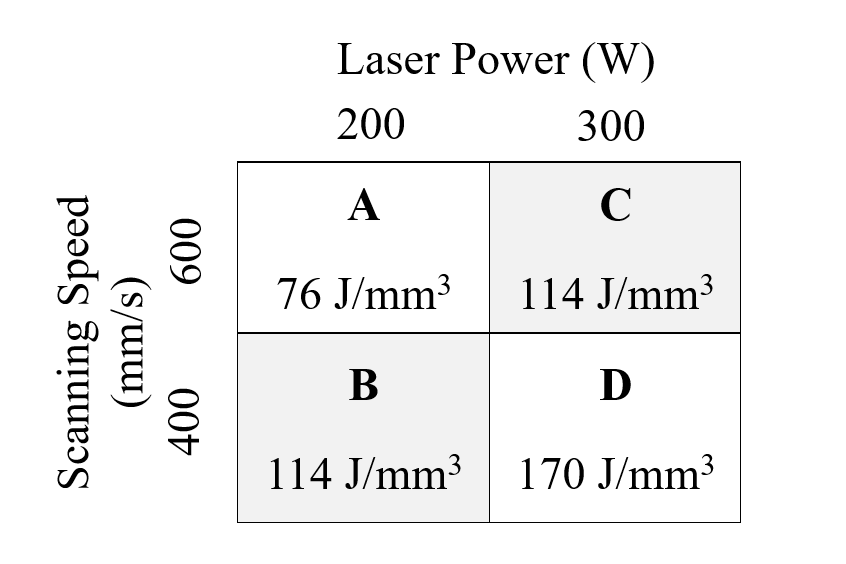 Laser Power (W)
200 300
Scanning Speed
(mm/s)
600
400
A
76 J/mm³
C
114 J/mm³
B
114 J/mm³
D
170 J/mm³